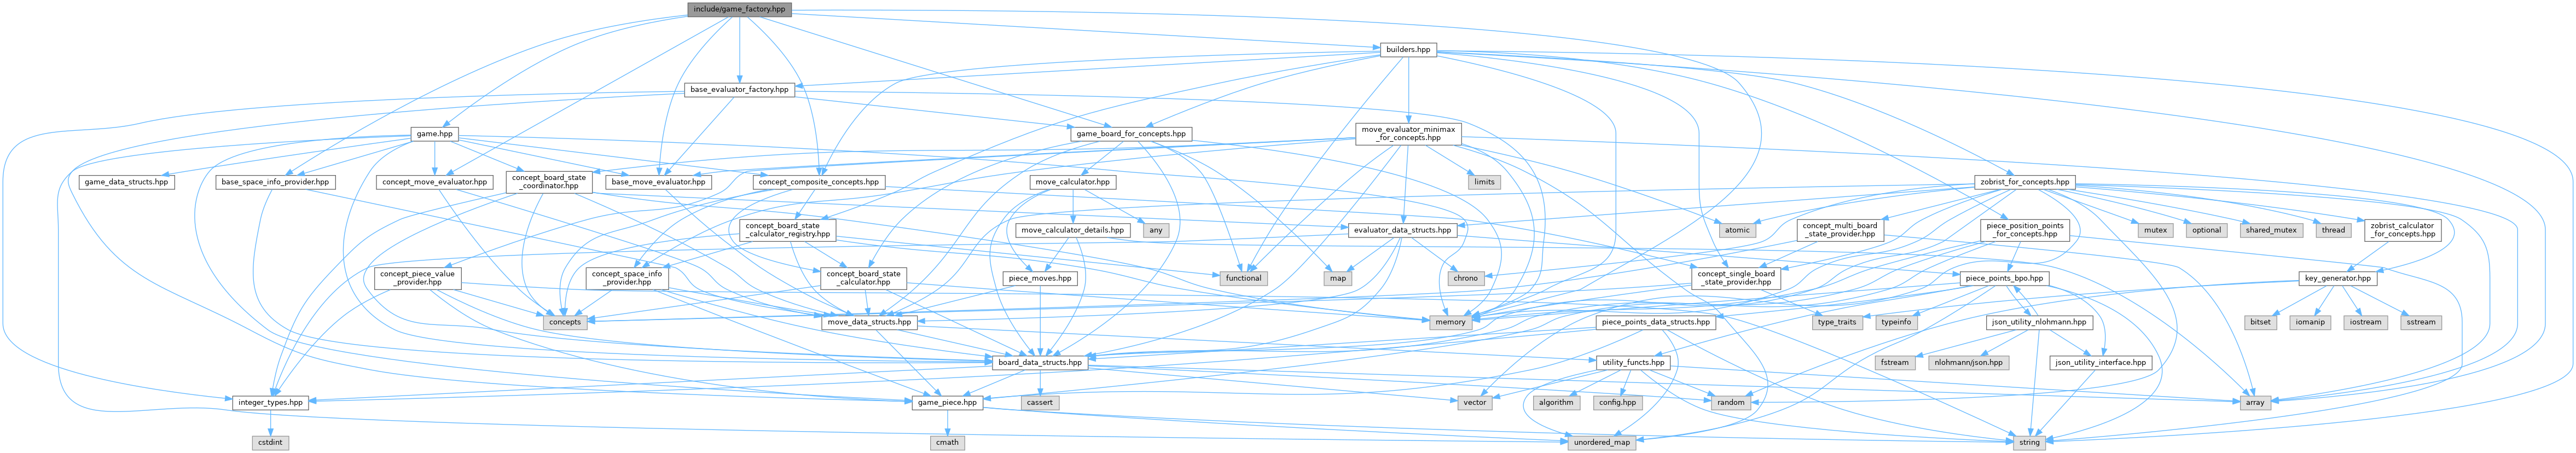 include/game_factory.hpp
builders.hpp
base_evaluator_factory.hpp
game.hpp
game_board_for_concepts.hpp
move_evaluator_minimax
_for_concepts.hpp
game_data_structs.hpp
base_space_info_provider.hpp
concept_move_evaluator.hpp
concept_board_state
_coordinator.hpp
base_move_evaluator.hpp
concept_composite_concepts.hpp
move_calculator.hpp
limits
zobrist_for_concepts.hpp
concept_board_state
_calculator_registry.hpp
move_calculator_details.hpp
any
evaluator_data_structs.hpp
atomic
concept_multi_board
_state_provider.hpp
piece_position_points
_for_concepts.hpp
mutex
optional
shared_mutex
thread
zobrist_calculator
_for_concepts.hpp
concept_piece_value
_provider.hpp
concept_space_info
_provider.hpp
concept_board_state
_calculator.hpp
piece_moves.hpp
functional
map
chrono
concept_single_board
_state_provider.hpp
piece_points_bpo.hpp
key_generator.hpp
concepts
move_data_structs.hpp
memory
piece_points_data_structs.hpp
type_traits
typeinfo
json_utility_nlohmann.hpp
bitset
iomanip
iostream
sstream
board_data_structs.hpp
utility_functs.hpp
fstream
nlohmann/json.hpp
json_utility_interface.hpp
integer_types.hpp
game_piece.hpp
cassert
vector
algorithm
config.hpp
random
array
cstdint
cmath
unordered_map
string